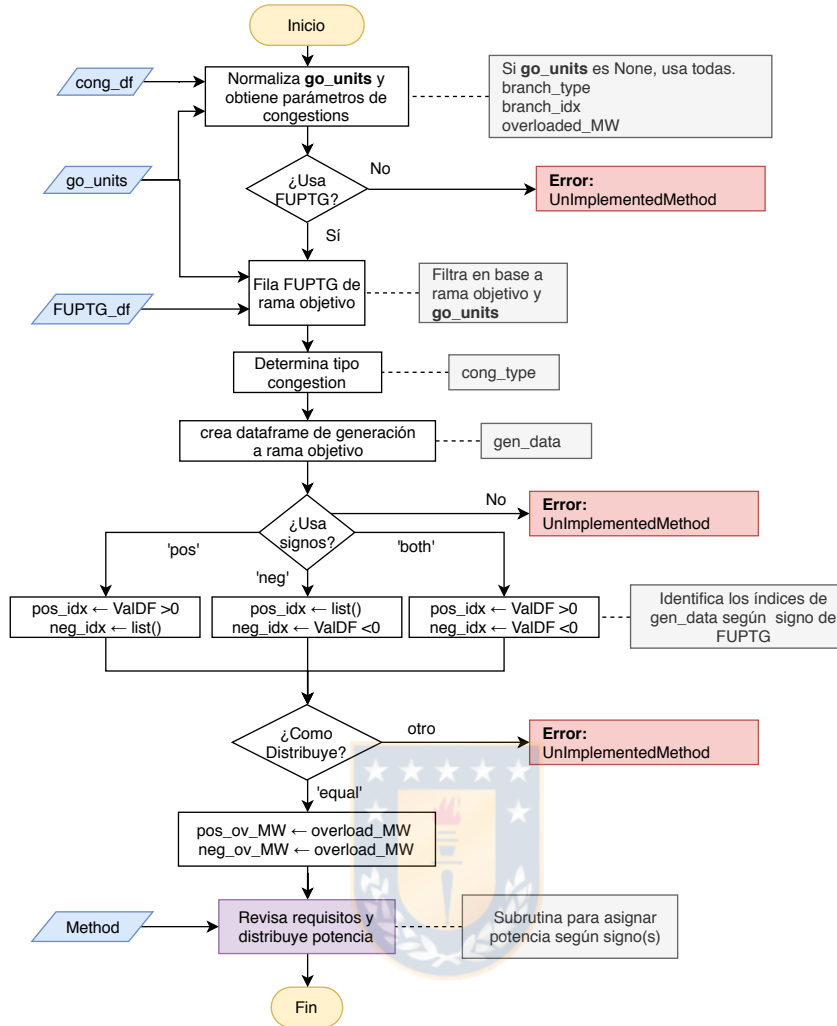 Inicio
cong_df
Normaliza go_units y
obtiene parámetros de
congestions
Si go_units es None, usa todas.
branch_type
branch_idx
overloaded_MW
go_units
¿Usa
FUPTG?
No
Error:
UnImplementedMethod
Sí
FUPTG_df
Fila FUPTG de
rama objetivo
Filtra en base a
rama objetivo y
go_units
Determina tipo
congestion
cong_type
crea dataframe de generación
a rama objetivo
gen_data
¿Usa
signos?
No
Error:
UnImplementedMethod
'pos'
'neg'
'both'
pos_idx ← ValDF >0
neg_idx ← list()
pos_idx ← list()
neg_idx ← ValDF <0
pos_idx ← ValDF >0
neg_idx ← ValDF <0
Identifica los índices de
gen_data según signo de
FUPTG
¿Como
Distribuye?
otro
Error:
UnImplementedMethod
'equal'
pos_ov_MW ← overload_MW
neg_ov_MW ← overload_MW
Method
Revisa requisitos y
distribuye potencia
Subrutina para asignar
potencia según signo(s)
Fin